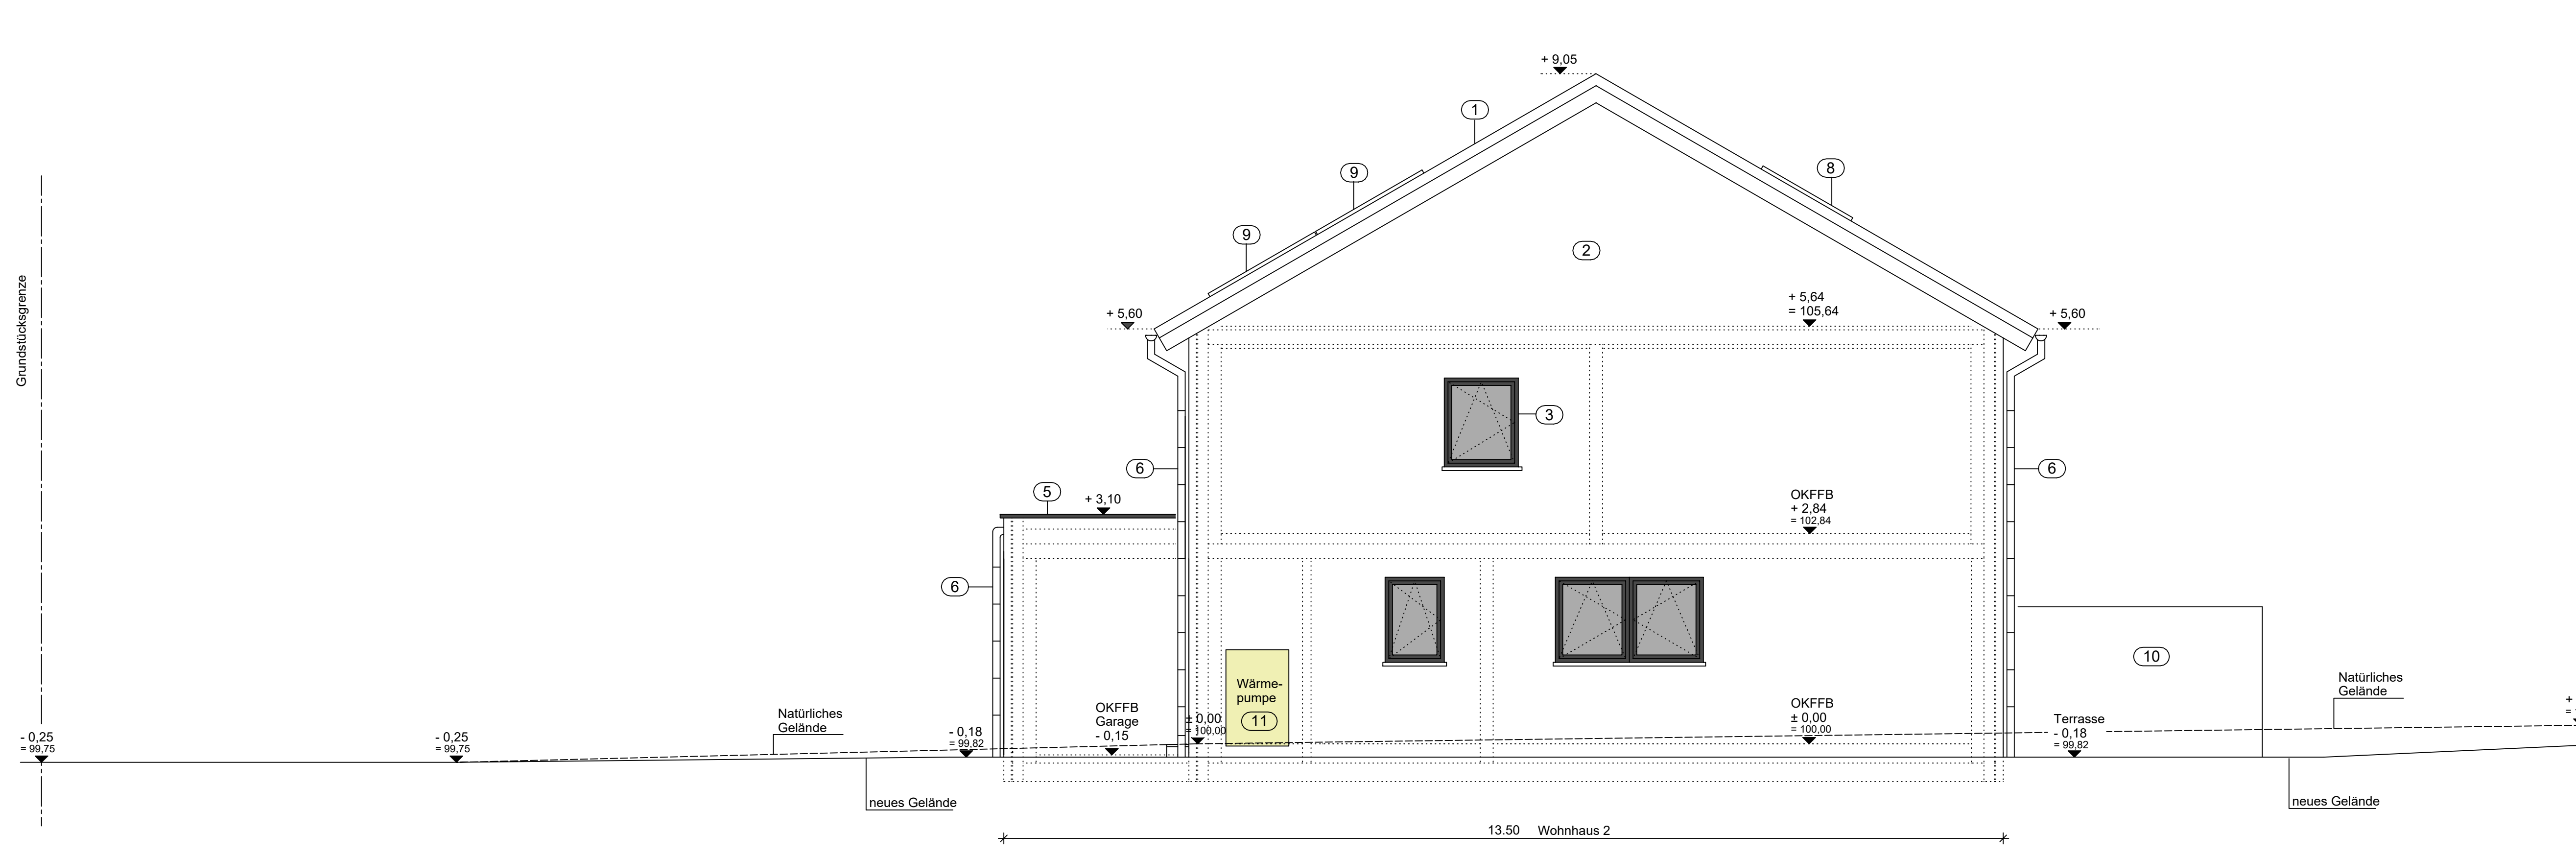 + 9,05
1
9
8
9
2
Grundstücksgrenze
+ 5,60
+ 5,64
= 105,64
+ 5,60
3
6
6
5
+ 3,10
OKFFB
+ 2,84
= 102,84
6
10
Wärme-
pumpe
11
Natürliches
Gelände
Natürliches
Gelände
OKFFB
Garage
- 0,15
± 0,00
= 100,00
OKFFB
± 0,00
= 100,00
Terrasse
- 0,18
= 99,82
- 0,25
= 99,75
- 0,25
= 99,75
- 0,18
= 99,82
neues Gelände
neues Gelände
13.50 Wohnhaus 2